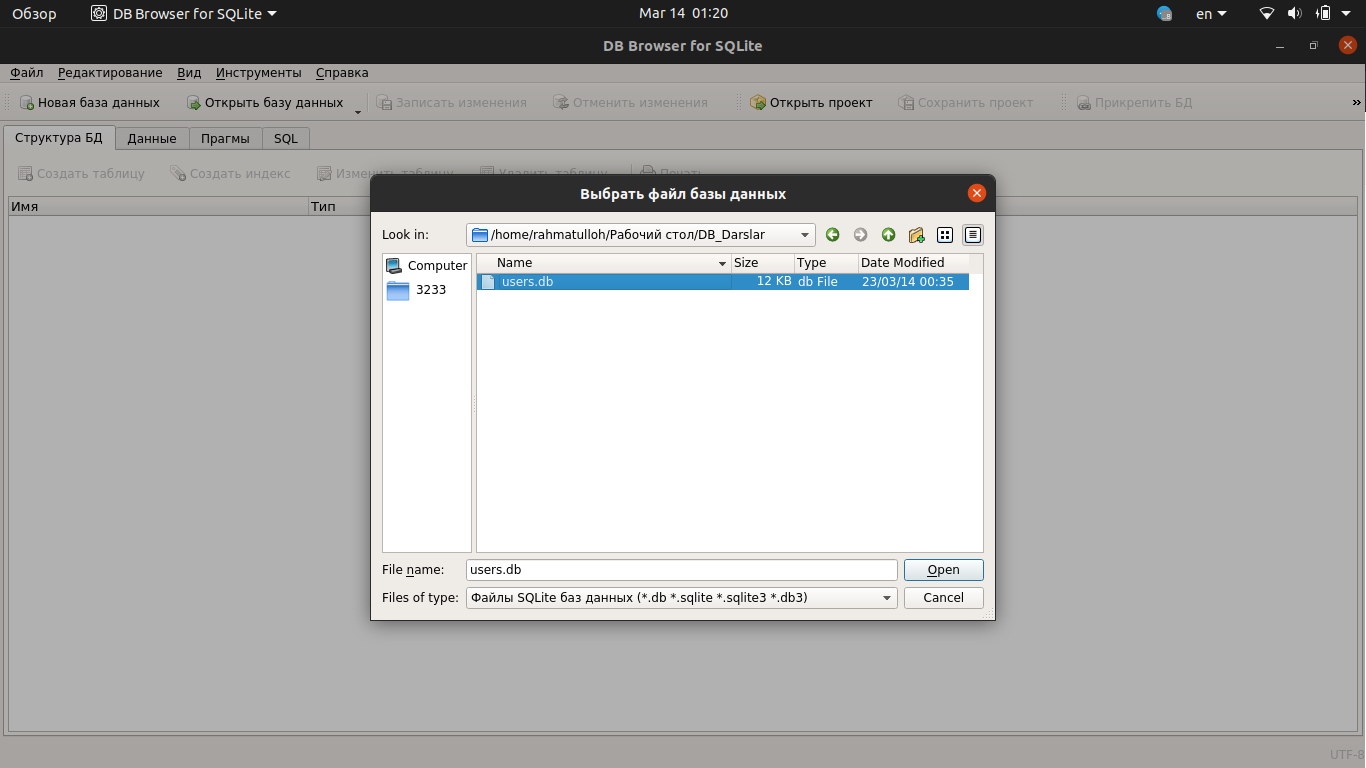 Обзор DB Browser for SQLite Mar 14 01:20 en
DB Browser for SQLite
Файл Редактирование Вид Инструменты Справка
Новая база данных Открыть базу данных Записать изменения Отменить изменения Открыть проект Сохранить проект Прикрепить БД »
Структура БД Данные Прагмы SQL
Создать таблицу Создать индекс Изменить таблицу Удалить таблицу Печать
Имя Тип
Выбрать файл базы данных
Look in: /home/rahmatulloh/Рабочий стол/DB_Darslar
Computer
3233
Name Size Type Date Modified
users.db 12 KB db File 23/03/14 00:35
File name: users.db Open
Files of type: Файлы SQLite баз данных (*.db *.sqlite *.sqlite3 *.db3) Cancel
UTF-8